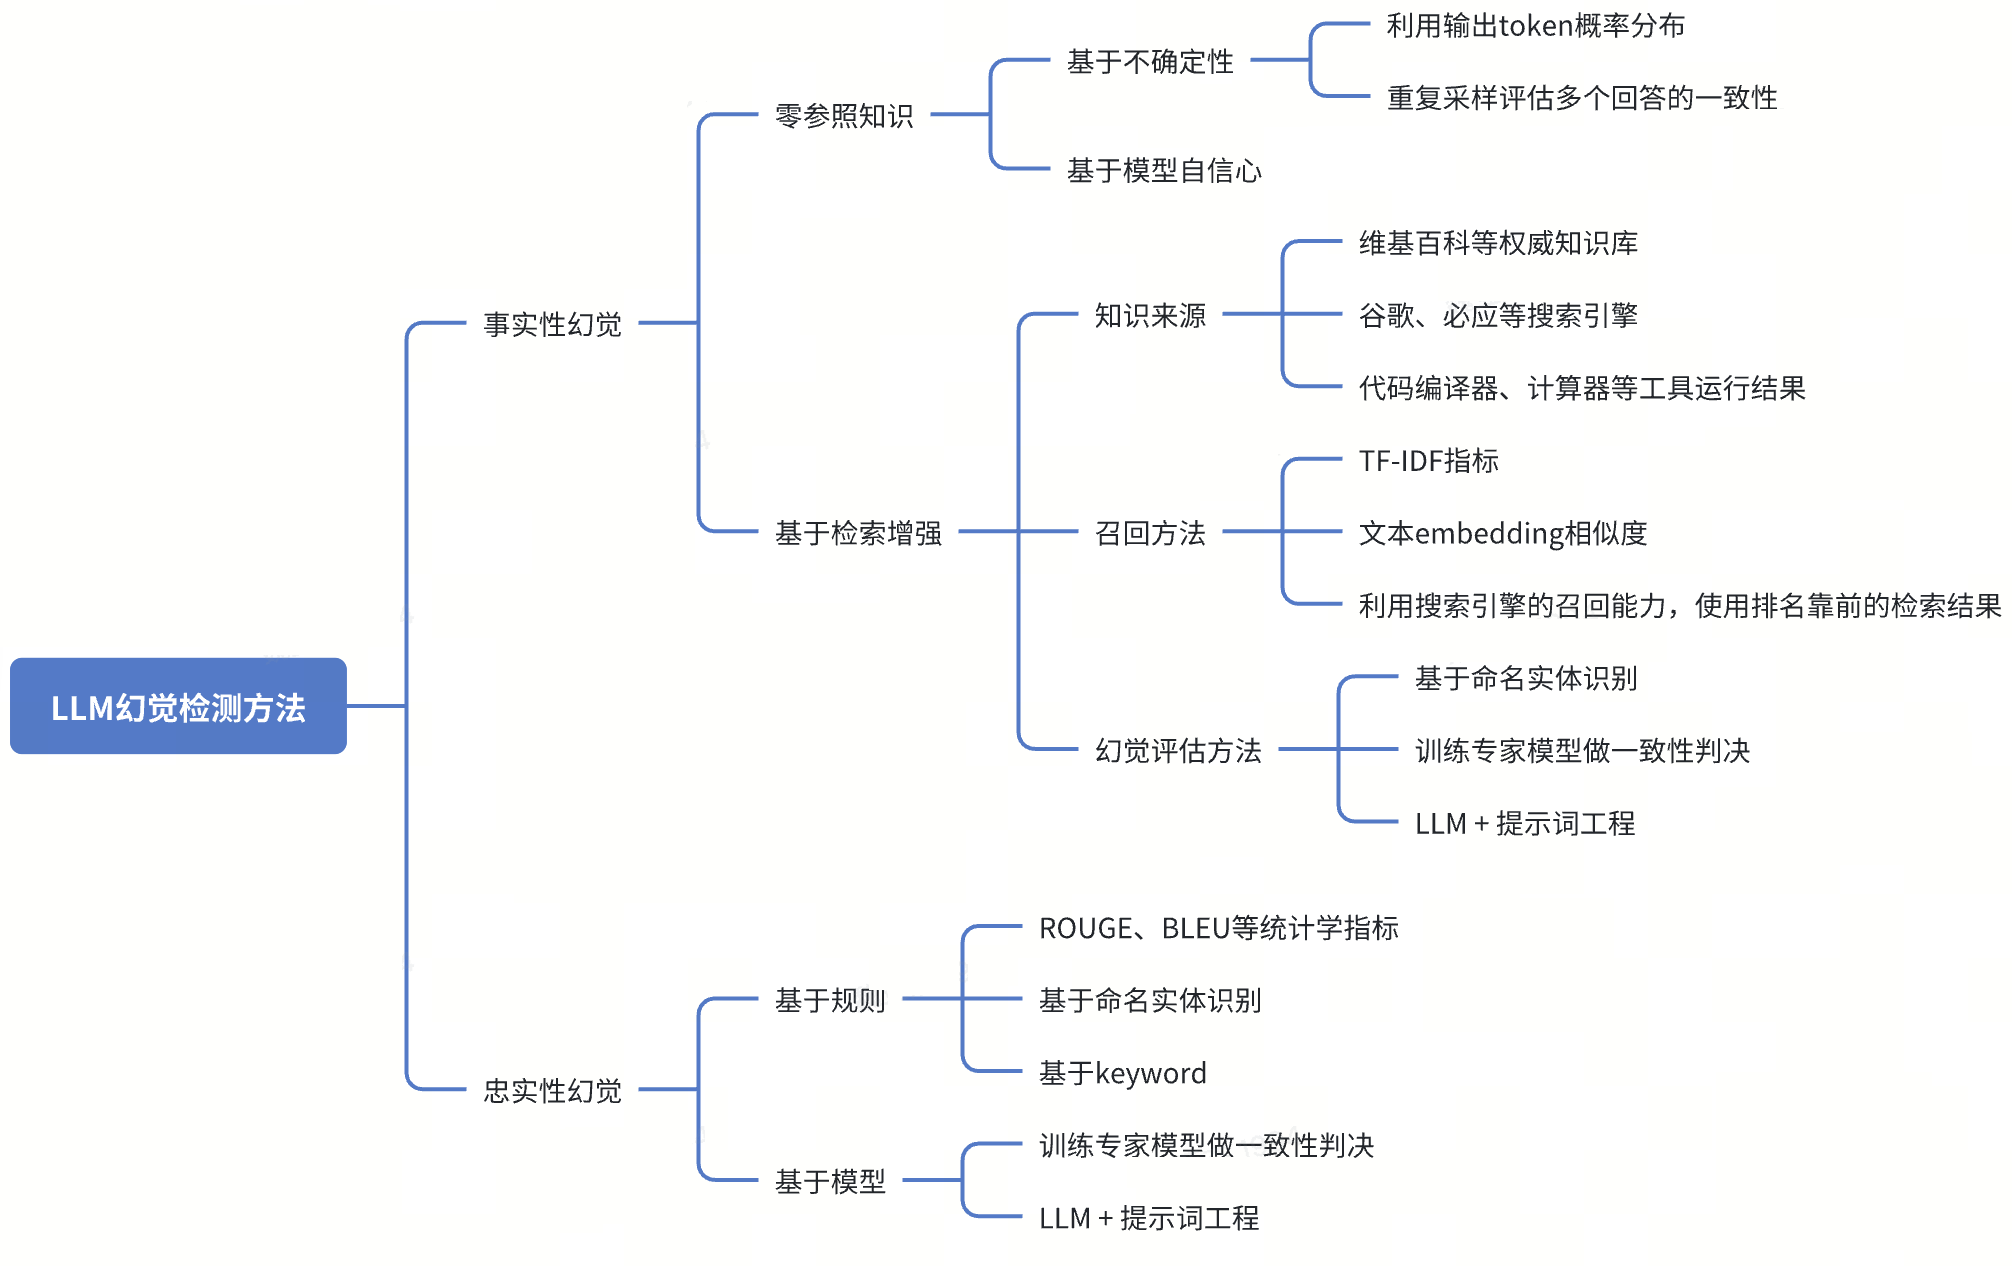 LLM幻觉检测方法
事实性幻觉
零参照知识
基于不确定性
利用输出token概率分布
重复采样评估多个回答的一致性
基于模型自信心
基于检索增强
知识来源
维基百科等权威知识库
谷歌、必应等搜索引擎
代码编译器、计算器等工具运行结果
召回方法
TF-IDF指标
文本embedding相似度
利用搜索引擎的召回能力，使用排名靠前的检索结果
幻觉评估方法
基于命名实体识别
训练专家模型做一致性判决
LLM + 提示词工程
忠实性幻觉
基于规则
ROUGE、BLEU等统计学指标
基于命名实体识别
基于keyword
基于模型
训练专家模型做一致性判决
LLM + 提示词工程